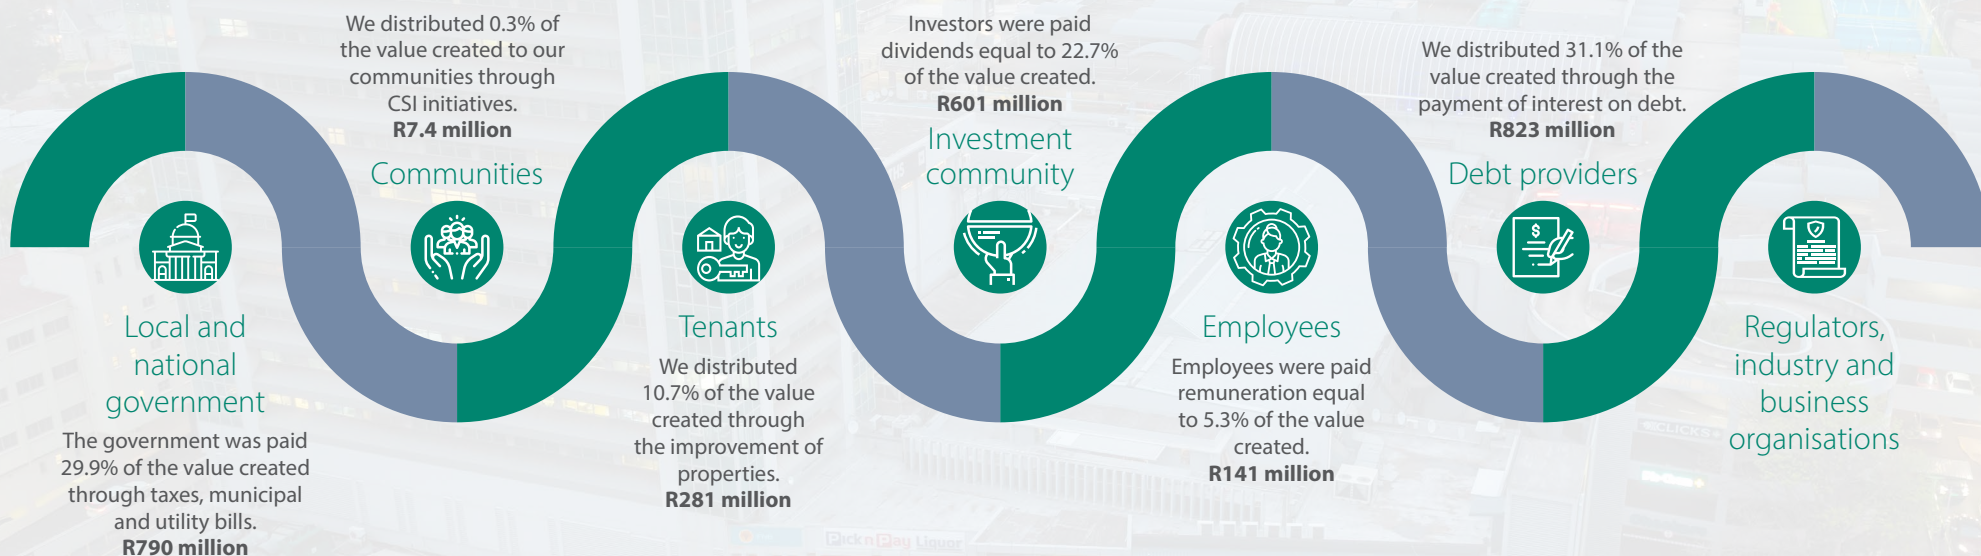 Local and
national
government
The government was paid
29.9% of the value created
through taxes, municipal
and utility bills.
R790 million
We distributed 0.3% of
the value created to our
communities through
CSI initiatives.
R7.4 million
Communities
Tenants
We distributed
10.7% of the value
created through
the improvement of
properties.
R281 million
Investors were paid
dividends equal to 22.7%
of the value created.
R601 million
Investment
community
Employees
Employees were paid
remuneration equal
to 5.3% of the value
created.
R141 million
We distributed 31.1% of the
value created through the
payment of interest on debt.
R823 million
Debt providers
$
Regulators,
industry and
business
organisations
CLICKS
Pick n Pay Liquor